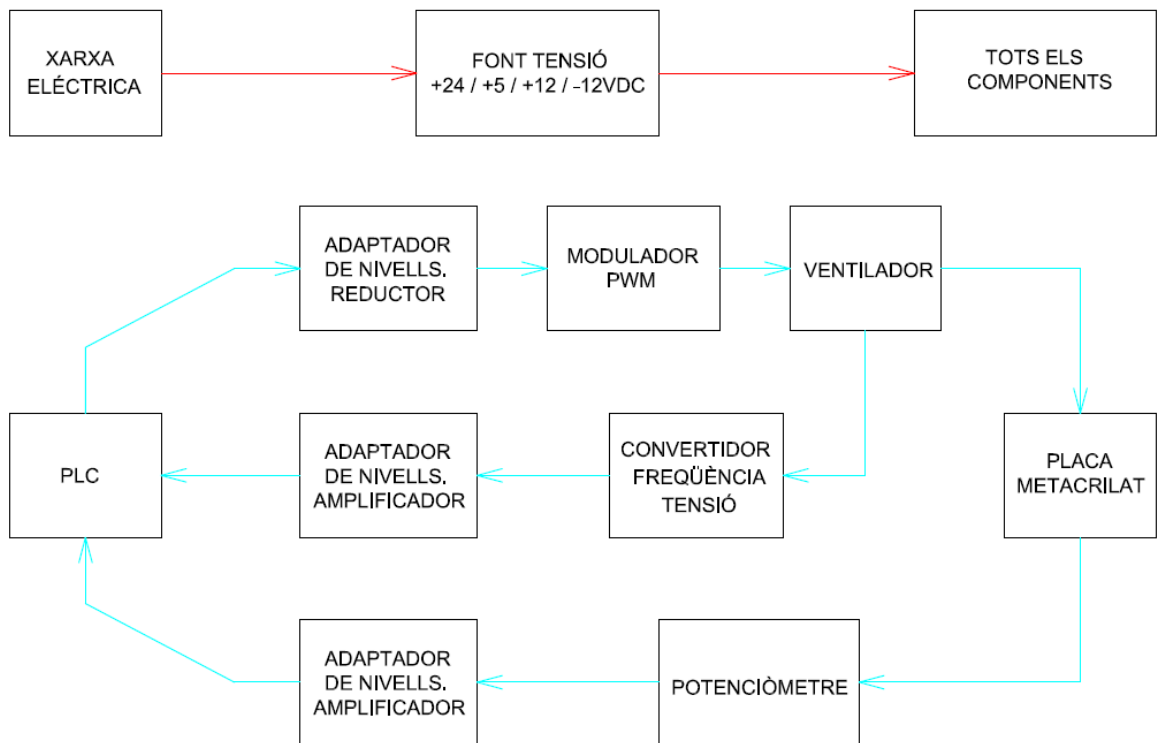 XARXA
ELÉCTRICA
FONT TENSIÓ
+24 / +5 / +12 / -12VDC
TOTS ELS
COMPONENTS
ADAPTADOR
DE NIVELLS.
REDUCTOR
MODULADOR
PWM
VENTILADOR
PLC
ADAPTADOR
DE NIVELLS.
AMPLIFICADOR
CONVERTIDOR
FREQÜÈNCIA
TENSIÓ
PLACA
METACRILAT
ADAPTADOR
DE NIVELLS.
AMPLIFICADOR
POTENCIÒMETRE